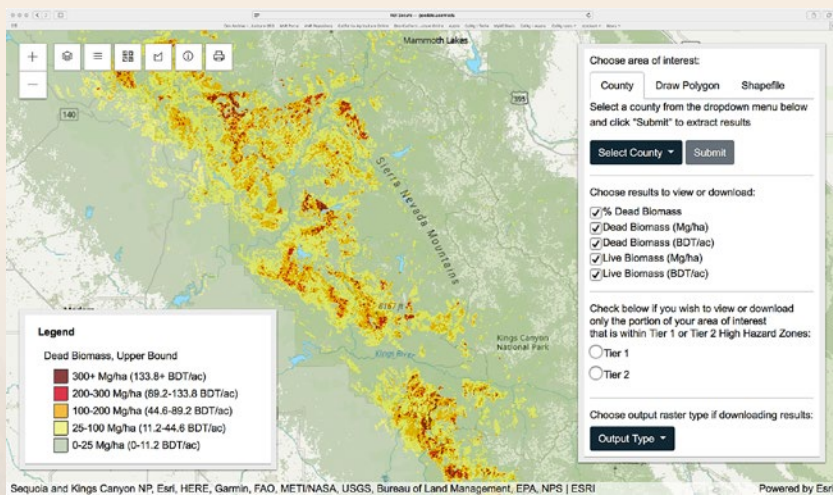 Mammoth Lakes
140
395
Sierra Nevada Mountains
8167 ft
Kings River
Kings Canyon
National Park
Choose area of interest:
County
Draw Polygon
Shapefile
Select a county from the dropdown menu below
and click "Submit" to extract results
Select County
Submit
Choose results to view or download:
% Dead Biomass
Dead Biomass (Mg/ha)
Dead Biomass (BDT/ac)
Live Biomass (Mg/ha)
Live Biomass (BDT/ac)
Check below if you wish to view or download
only the portion of your area of interest
that is within Tier 1 or Tier 2 High Hazard Zones:
Tier 1
Tier 2
Choose output raster type if downloading results:
Output Type
Legend
Dead Biomass, Upper Bound
300+ Mg/ha (133.8+ BDT/ac)
200-300 Mg/ha (89.2-133.8 BDT/ac)
100-200 Mg/ha (44.6-89.2 BDT/ac)
25-100 Mg/ha (11.2-44.6 BDT/ac)
0-25 Mg/ha (0-11.2 BDT/ac)
Sequoia and Kings Canyon NP, Esri, HERE, Garmin, FAO, METI/NASA, USGS, Bureau of Land Management, EPA, NPS | ESRI
Powered by Esri